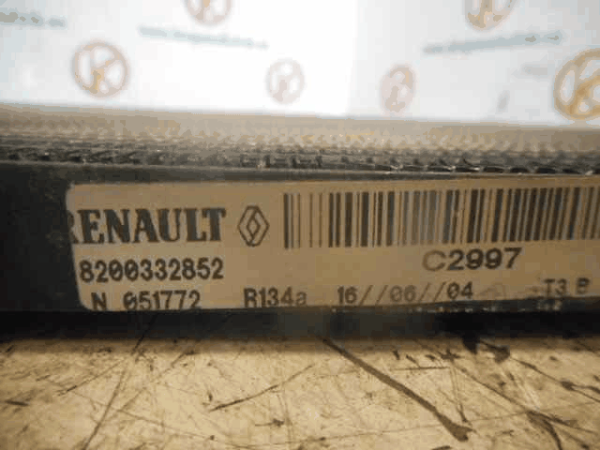 RENAULT
8200332852
C2997
N 051772 R134a 16//06//04 T3 B